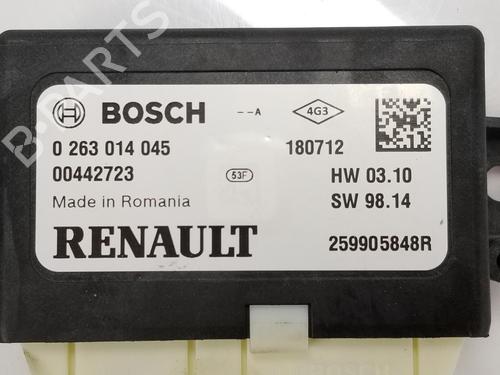 BOSCH --A 4G3
0 263 014 045 180712
00442723 53F HW 03.10
Made in Romania SW 98.14
RENAULT 259905848R
B-PARTS